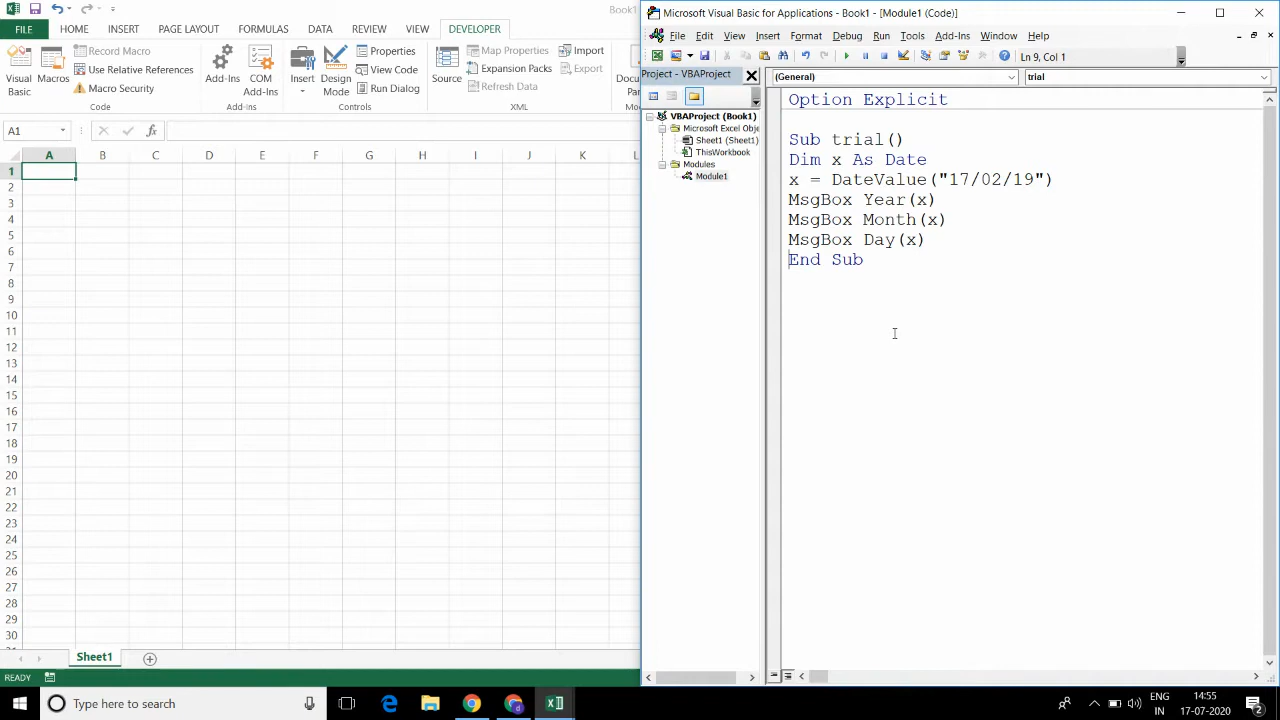 Book1
Microsoft Visual Basic for Applications - Book1 - [Module1 (Code)]
FILE HOME INSERT PAGE LAYOUT FORMULAS DATA REVIEW VIEW DEVELOPER
File Edit View Insert Format Debug Run Tools Add-Ins Window Help
Visual Basic
Macros
Record Macro
Use Relative References
Macro Security
Code
Add-Ins
COM Add-Ins
Add-Ins
Insert
Design Mode
Properties
View Code
Run Dialog
Controls
Source
Map Properties
Expansion Packs
Refresh Data
Import
Export
XML
Ln 9, Col 1
Project - VBAProject
(General)
trial
A1
fx
VBAProject (Book1)
Microsoft Excel Obj
Sheet1 (Sheet1)
ThisWorkbook
Modules
Module1
Option Explicit
Sub trial()
Dim x As Date
x = DateValue("17/02/19")
MsgBox Year(x)
MsgBox Month(x)
MsgBox Day(x)
End Sub
A B C D E F G H I J K L
1
2
3
4
5
6
7
8
9
10
11
12
13
14
15
16
17
18
19
20
21
22
23
24
25
26
27
28
29
30
Sheet1
READY
Type here to search
ENG
IN
14:55
17-07-2020
2